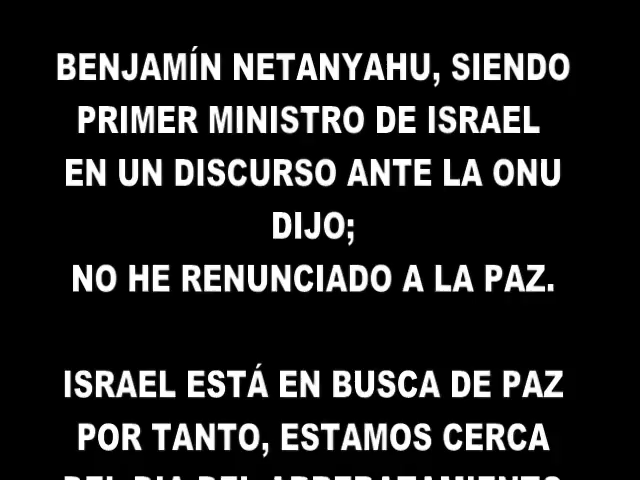 BENJAMÍN NETANYAHU, SIENDO
PRIMER MINISTRO DE ISRAEL
EN UN DISCURSO ANTE LA ONU
DIJO;
NO HE RENUNCIADO A LA PAZ.
ISRAEL ESTÁ EN BUSCA DE PAZ
POR TANTO, ESTAMOS CERCA
DEL DIA DEL ARREBATAMIENTO